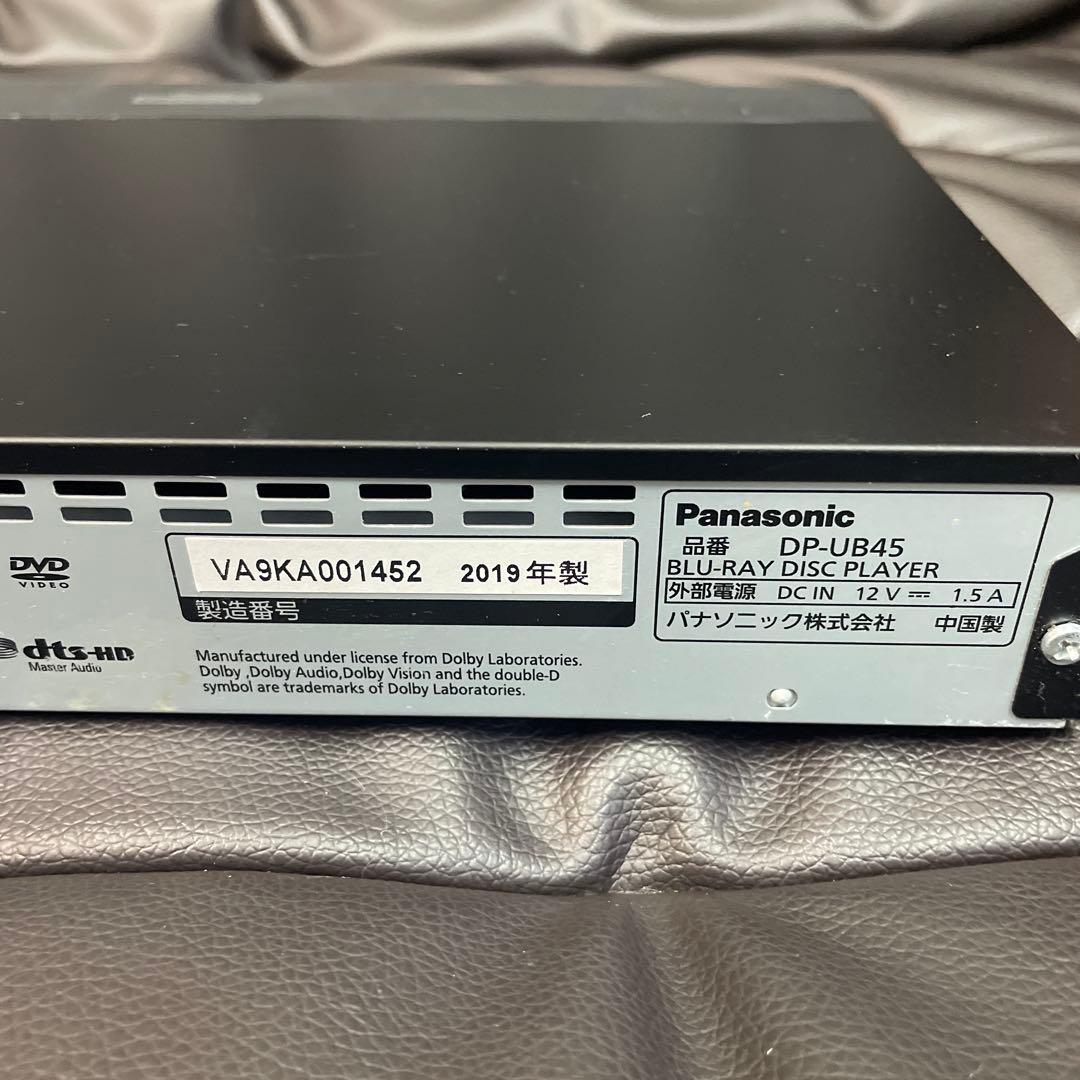 DVD
VIDEO
dts-HD
Master Audio
VA9KA001452 2019年製
製造番号
Manufactured under license from Dolby Laboratories.
Dolby ,Dolby Audio,Dolby Vision and the double-D
symbol are trademarks of Dolby Laboratories.
Panasonic
品番 DP-UB45
BLU-RAY DISC PLAYER
外部電源 DC IN 12 V ⎓ 1.5 A
パナソニック株式会社 中国製